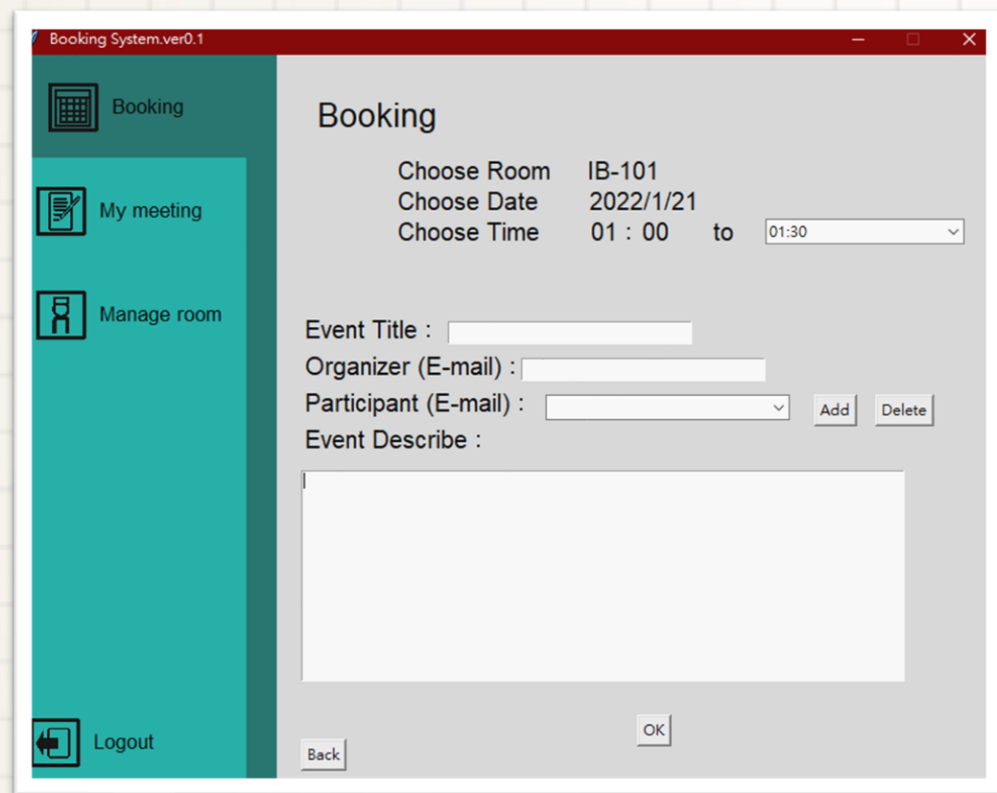 Booking System.ver0.1
Booking
My meeting
Manage room
Logout
Booking
Choose Room IB-101
Choose Date 2022/1/21
Choose Time 01 : 00 to 01:30
Event Title :
Organizer (E-mail) :
Participant (E-mail) : Add Delete
Event Describe :
OK
Back